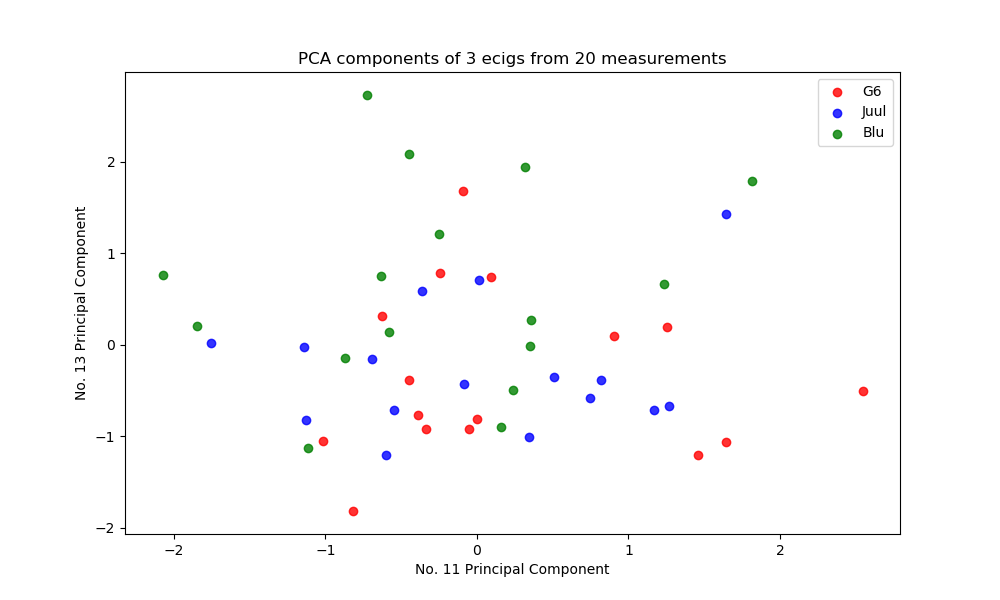 PCA components of 3 ecigs from 20 measurements
G6
Juul
Blu
No. 13 Principal Component
2
1
0
−1
−2
−2
−1
0
1
2
No. 11 Principal Component